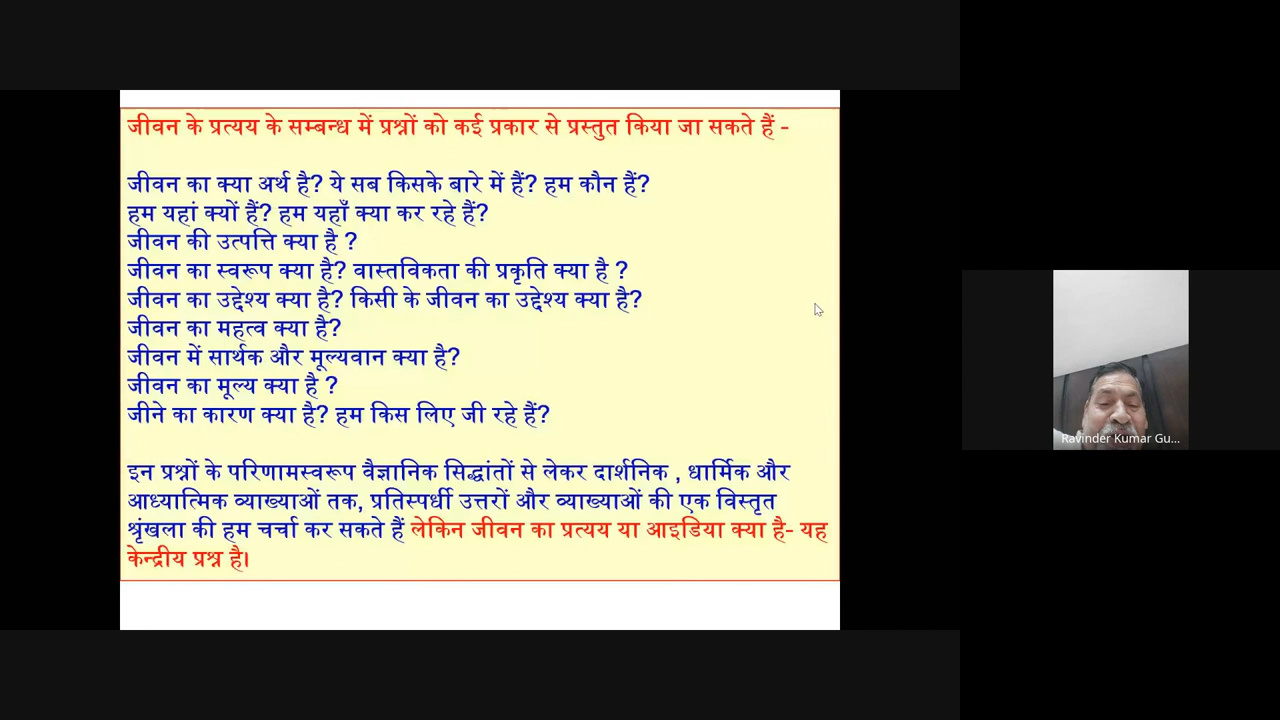 जीवन के प्रत्यय के सम्बन्ध में प्रश्नों को कई प्रकार से प्रस्तुत किया जा सकते हैं -
जीवन का क्या अर्थ है? ये सब किसके बारे में हैं? हम कौन हैं?
हम यहां क्यों हैं? हम यहाँ क्या कर रहे हैं?
जीवन की उत्पत्ति क्या है ?
जीवन का स्वरूप क्या है? वास्तविकता की प्रकृति क्या है ?
जीवन का उद्देश्य क्या है? किसी के जीवन का उद्देश्य क्या है?
जीवन का महत्व क्या है?
जीवन में सार्थक और मूल्यवान क्या है?
जीवन का मूल्य क्या है ?
जीने का कारण क्या है? हम किस लिए जी रहे हैं?
इन प्रश्नों के परिणामस्वरूप वैज्ञानिक सिद्धांतों से लेकर दार्शनिक , धार्मिक और
आध्यात्मिक व्याख्याओं तक, प्रतिस्पर्धी उत्तरों और व्याख्याओं की एक विस्तृत
श्रृंखला की हम चर्चा कर सकते हैं लेकिन जीवन का प्रत्यय या आइडिया क्या है- यह
केन्द्रीय प्रश्न है।
Ravinder Kumar Gu...